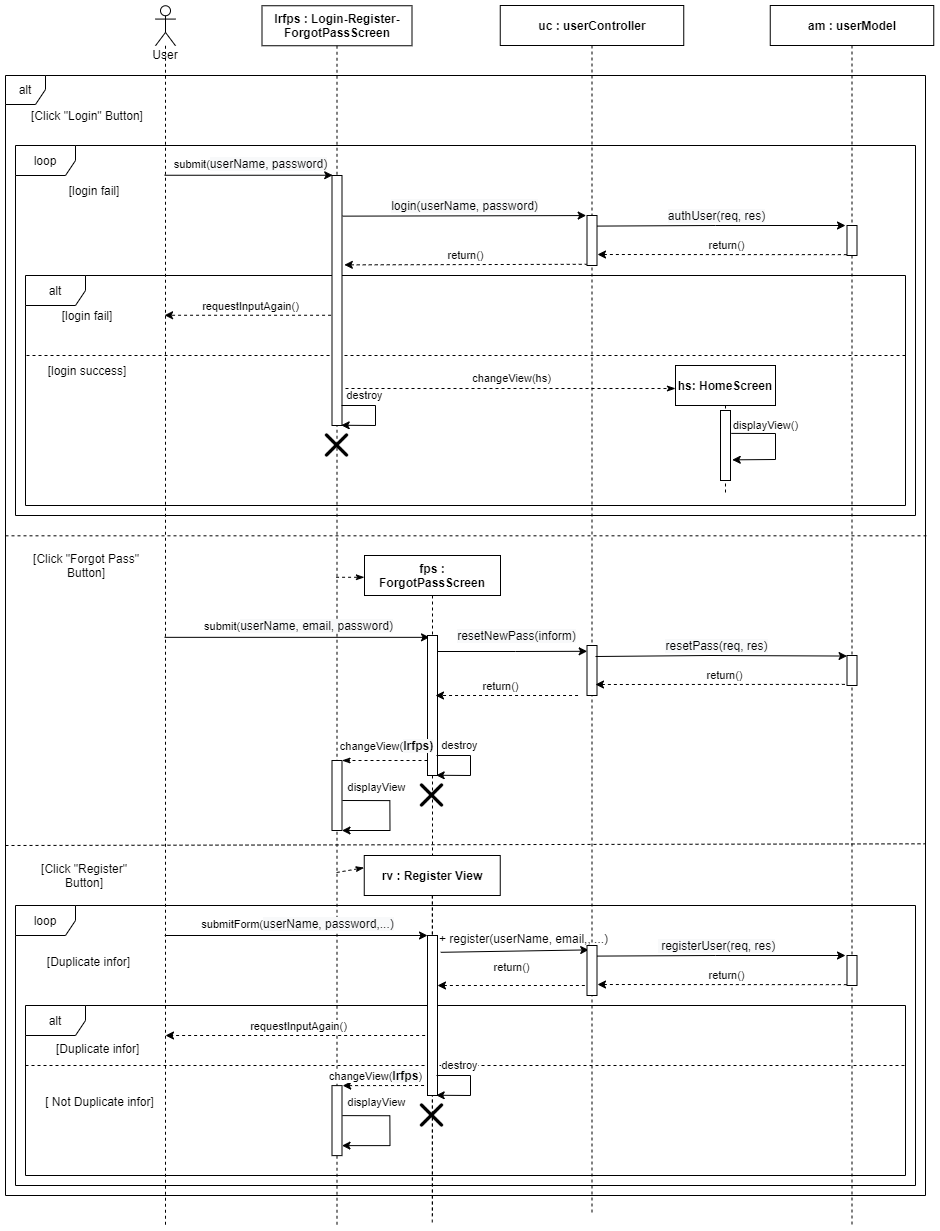 lrfps : Login-Register-
ForgotPassScreen
uc : userController
am : userModel
User
alt
[Click "Login" Button]
loop
submit(userName, password)
[login fail]
login(userName, password)
authUser(req, res)
return()
return()
alt
requestInputAgain()
[login fail]
[login success]
changeView(hs)
hs: HomeScreen
destroy
displayView()
[Click "Forgot Pass"
Button]
fps :
ForgotPassScreen
submit(userName, email, password)
resetNewPass(inform)
resetPass(req, res)
return()
return()
changeView(lrfps)
destroy
displayView
[Click "Register"
Button]
rv : Register View
loop
submitForm(userName, password,...)
+ register(userName, email,.,...)
registerUser(req, res)
[Duplicate infor]
return()
return()
alt
requestInputAgain()
[Duplicate infor]
destroy
changeView(lrfps)
[ Not Duplicate infor]
displayView